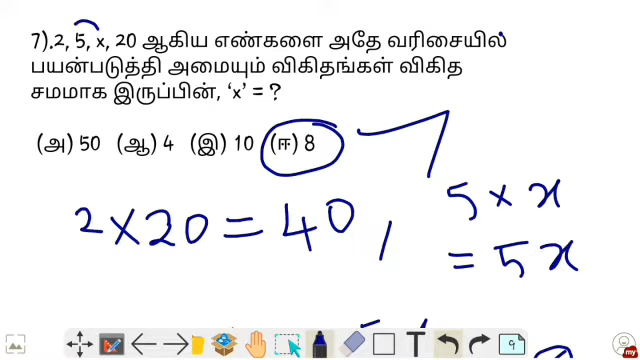 7). 2, 5, x, 20 ஆகிய எண்களை அதே வரிசையில்
பயன்படுத்தி அமையும் விகிதங்கள் விகித
சமமாக இருப்பின், ‘x’ = ?
(அ) 50 (ஆ) 4 (இ) 10 (ஈ) 8
2 × 20 = 40 ,
5 × x
= 5x